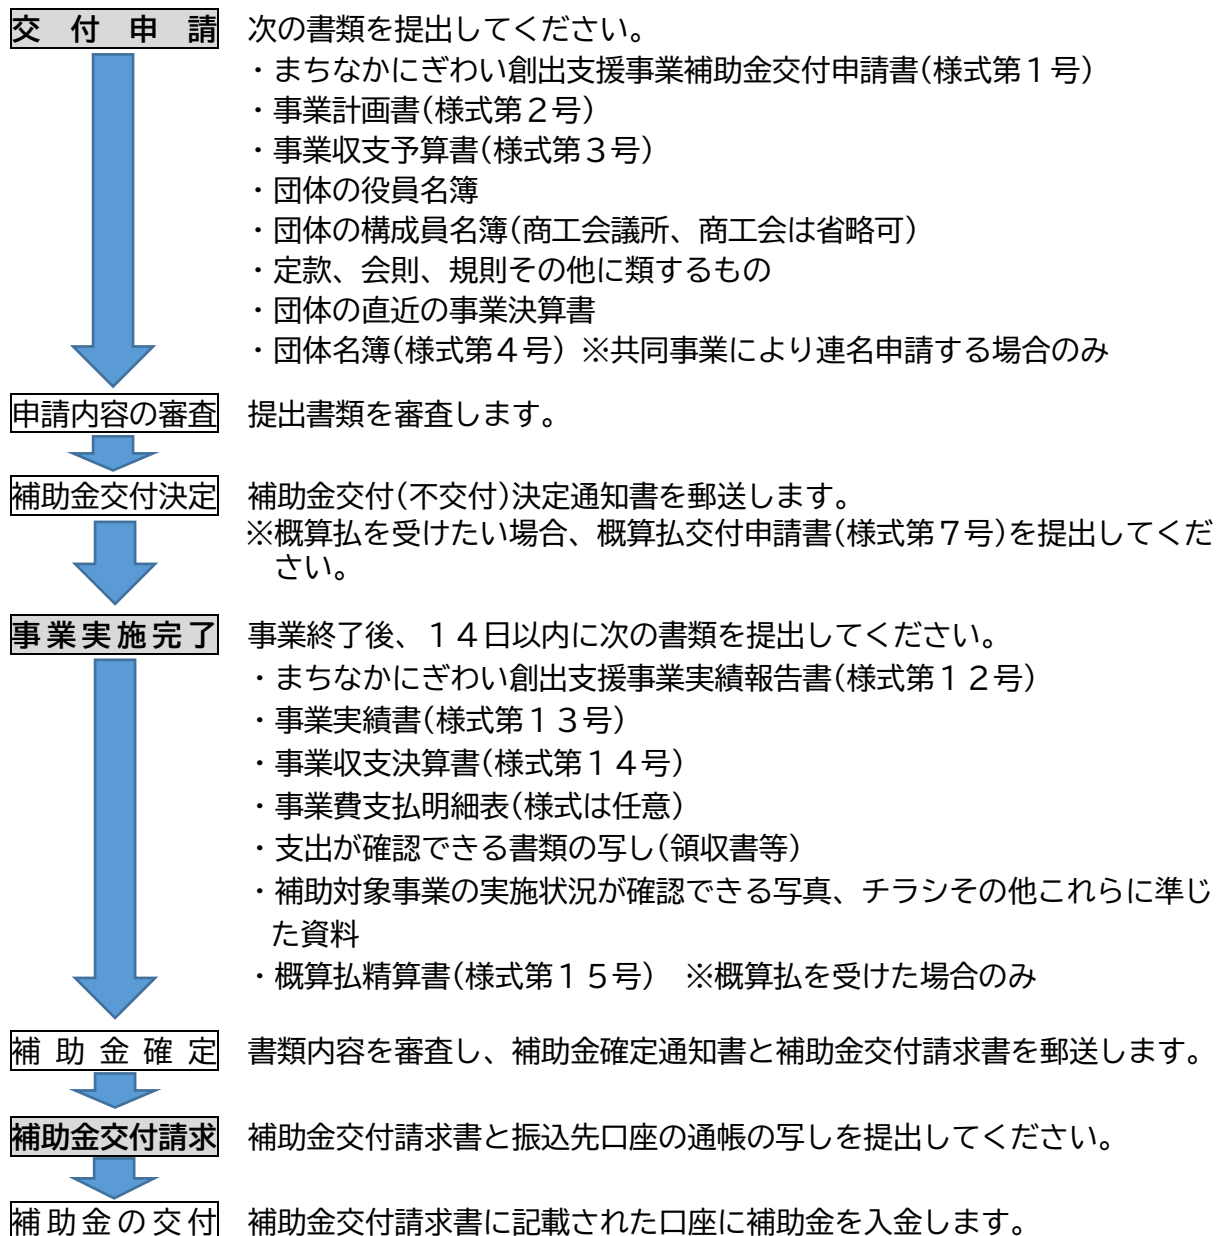 交付申請 次の書類を提出してください。
・まちなかにぎわい創出支援事業補助金交付申請書(様式第１号)
・事業計画書(様式第２号)
・事業収支予算書(様式第３号)
・団体の役員名簿
・団体の構成員名簿(商工会議所、商工会は省略可)
・定款、会則、規則その他に類するもの
・団体の直近の事業決算書
・団体名簿(様式第４号) ※共同事業により連名申請する場合のみ
申請内容の審査 提出書類を審査します。
補助金交付決定 補助金交付(不交付)決定通知書を郵送します。
※概算払を受けたい場合、概算払交付申請書(様式第７号)を提出してくだ
さい。
事業実施完了 事業終了後、１４日以内に次の書類を提出してください。
・まちなかにぎわい創出支援事業実績報告書(様式第１２号)
・事業実績書(様式第１３号)
・事業収支決算書(様式第１４号)
・事業費支払明細表(様式は任意)
・支出が確認できる書類の写し(領収書等)
・補助対象事業の実施状況が確認できる写真、チラシその他これらに準じ
た資料
・概算払精算書(様式第１５号) ※概算払を受けた場合のみ
補助金確定 書類内容を審査し、補助金確定通知書と補助金交付請求書を郵送します。
補助金交付請求 補助金交付請求書と振込先口座の通帳の写しを提出してください。
補助金の交付 補助金交付請求書に記載された口座に補助金を入金します。